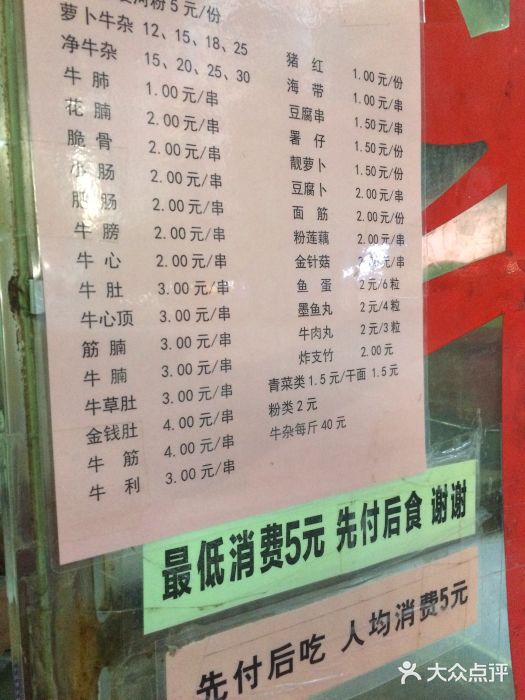 河粉5元/份
萝卜牛杂 12、15、18、25
净牛杂 15、20、25、30
牛肺 1.00元/串
花腩 2.00元/串
脆骨 2.00元/串
小肠 2.00元/串
肥肠 2.00元/串
牛膀 2.00元/串
牛心 2.00元/串
牛肚 3.00元/串
牛心顶 3.00元/串
筋腩 3.00元/串
牛腩 3.00元/串
牛草肚 3.00元/串
金钱肚 4.00元/串
牛筋 4.00元/串
牛利 3.00元/串
猪红 1.00元/份
海带 1.00元/串
豆腐串 1.50元/串
署仔 1.50元/份
靓萝卜 1.50元/份
豆腐卜 2.00元/串
面筋 2.00元/份
粉莲藕 2.00元/串
金针菇 2.00元/串
鱼蛋 2元/6粒
墨鱼丸 2元/4粒
牛肉丸 2元/3粒
炸支竹 2.00元
青菜类1.5元/干面1.5元
粉类2元
牛杂每斤40元
最低消费5元 先付后食 谢谢
先付后吃 人均消费5元
大众点评